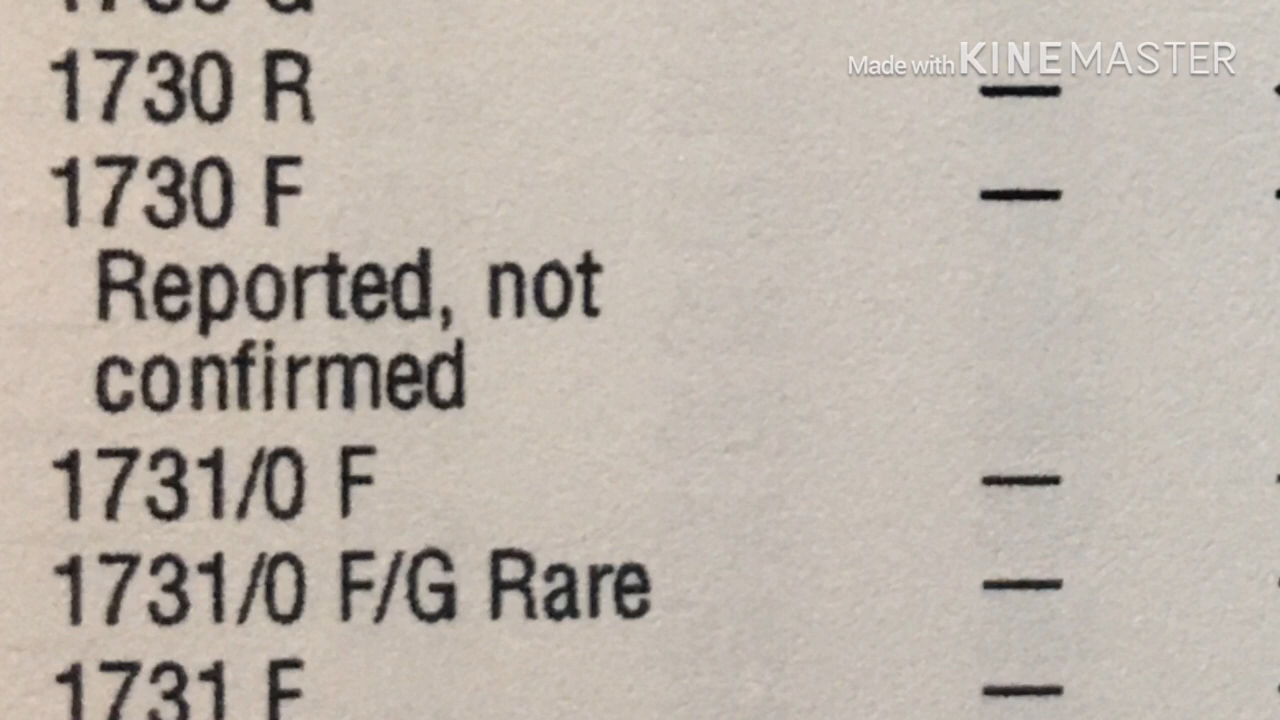 Made with KINEMASTER
1730 R —
1730 F —
Reported, not
confirmed
1731/0 F —
1731/0 F/G Rare —
1731 F —